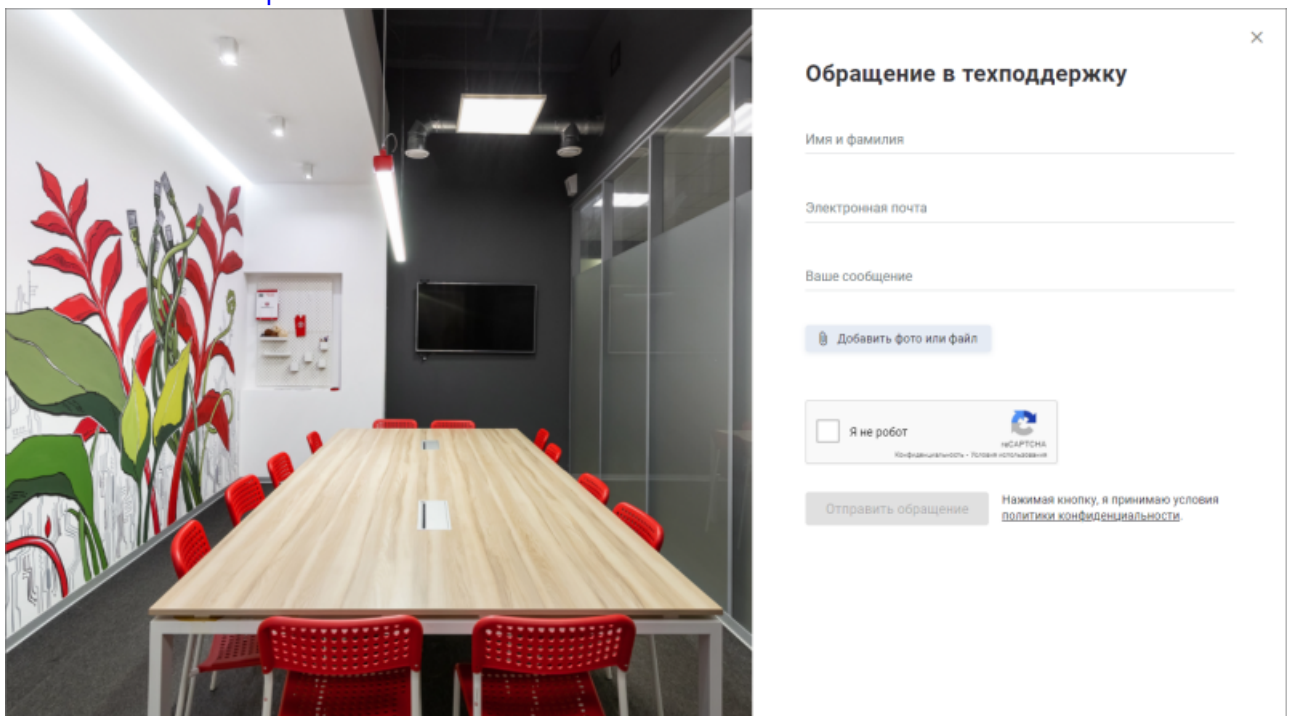 Обращение в техподдержку
Имя и фамилия
Электронная почта
Ваше сообщение
Добавить фото или файл
Я не робот
reCAPTCHA
Конфиденциальность - Условия использования
Отправить обращение
Нажимая кнопку, я принимаю условия
политики конфиденциальности.